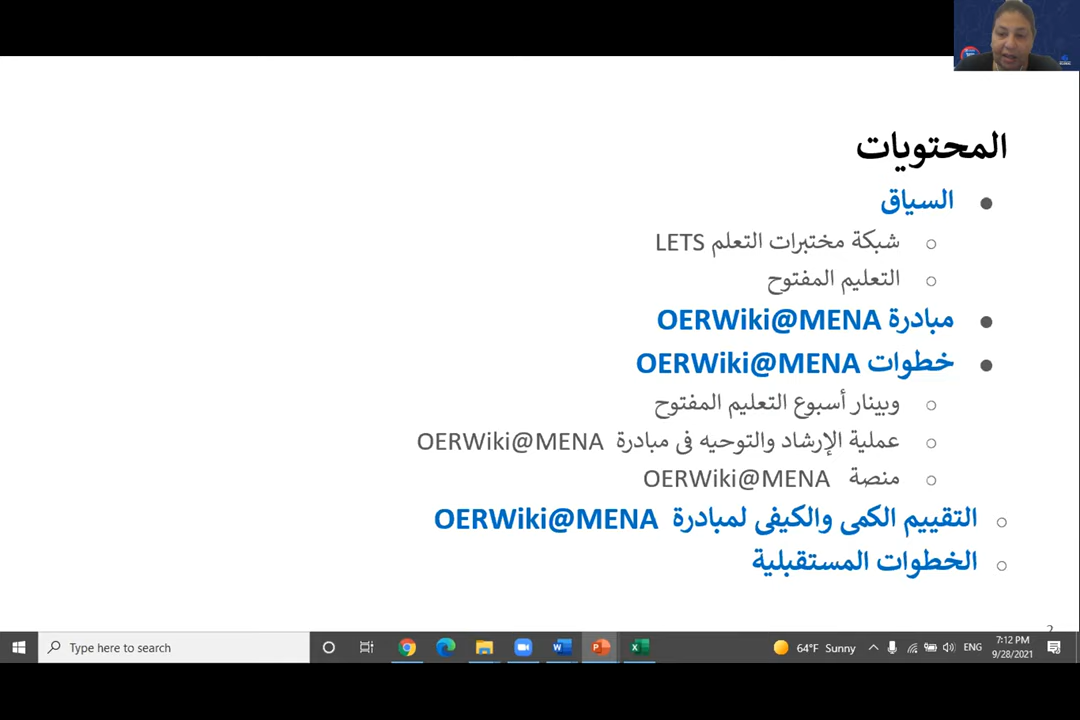 المحتويات
السياق
شبكة مختبرات التعلم LETS
التعليم المفتوح
مبادرة OERWiki@MENA
خطوات OERWiki@MENA
وبينار أسبوع التعليم المفتوح
عملية الإرشاد والتوحيه فى مبادرة OERWiki@MENA
منصة OERWiki@MENA
التقييم الكمى والكيفى لمبادرة OERWiki@MENA
الخطوات المستقبلية
2
Type here to search
64°F Sunny
ENG
7:12 PM
9/28/2021